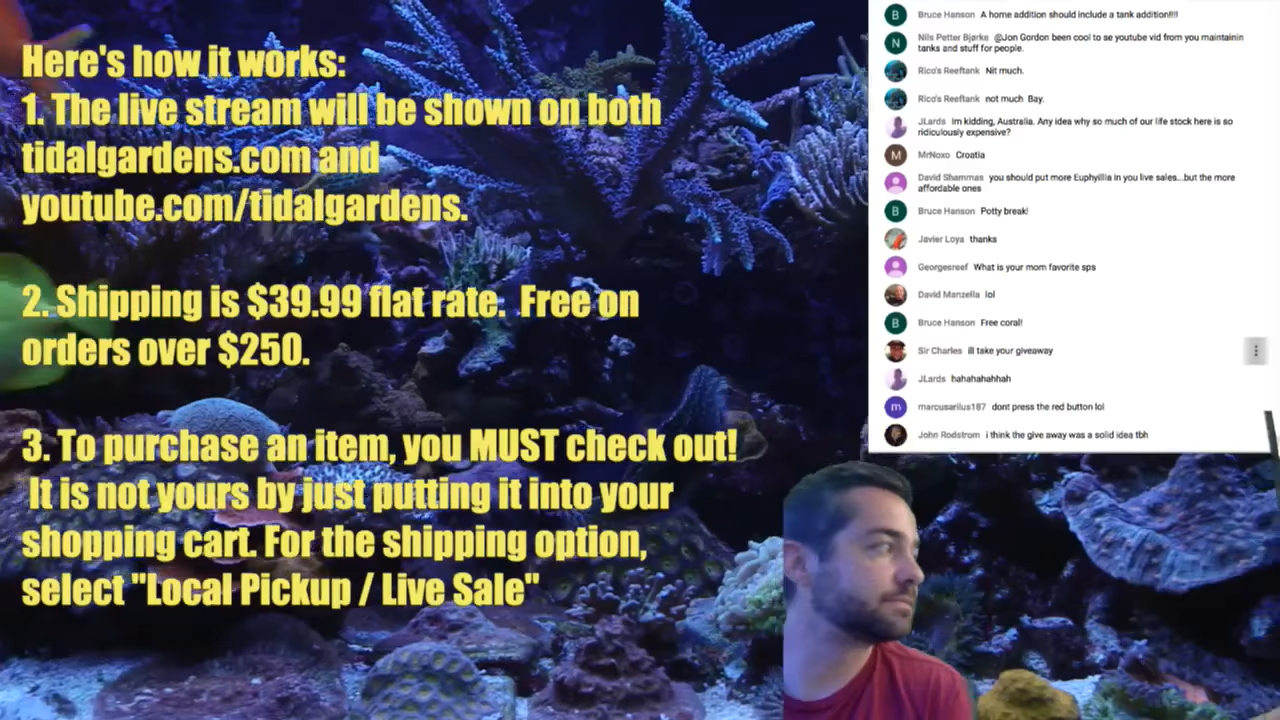 Here's how it works:
1. The live stream will be shown on both
tidalgardens.com and
youtube.com/tidalgardens.
2. Shipping is $39.99 flat rate.  Free on
orders over $250.
3. To purchase an item, you MUST check out!
It is not yours by just putting it into your
shopping cart. For the shipping option,
select "Local Pickup / Live Sale"
B Bruce Hanson A home addition should include a tank addition!!!!
N Nils Petter Bjørke @Jon Gordon been cool to se youtube vid from you maintainin
tanks and stuff for people.
Rico's Reeftank Nit much.
Rico's Reeftank not much Bay.
JLards Im kidding, Australia. Any idea why so much of our life stock here is so
ridiculously expensive?
M MrNoxo Croatia
David Shammas you should put more Euphyillia in you live sales...but the more
affordable ones
B Bruce Hanson Potty break!
Javier Loya thanks
Georgesreef What is your mom favorite sps
David Manzella lol
B Bruce Hanson Free coral!
Sir Charles ill take your giveaway
JLards hahahahahhah
m marcusarilus187 dont press the red button lol
John Rodstrom i think the give away was a solid idea tbh